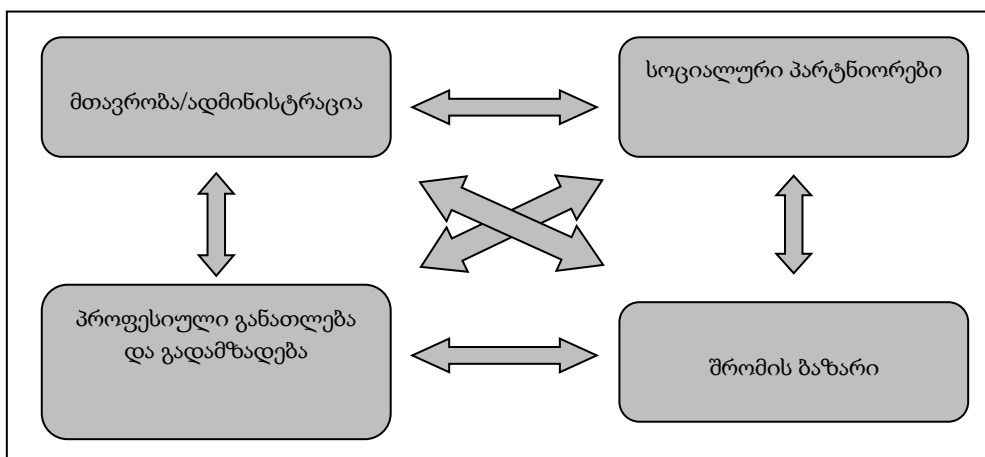 მთავრობა/ადმინისტრაცია
სოციალური პარტნიორები
პროფესიული განათლება
და გადამზადება
შრომის ბაზარი